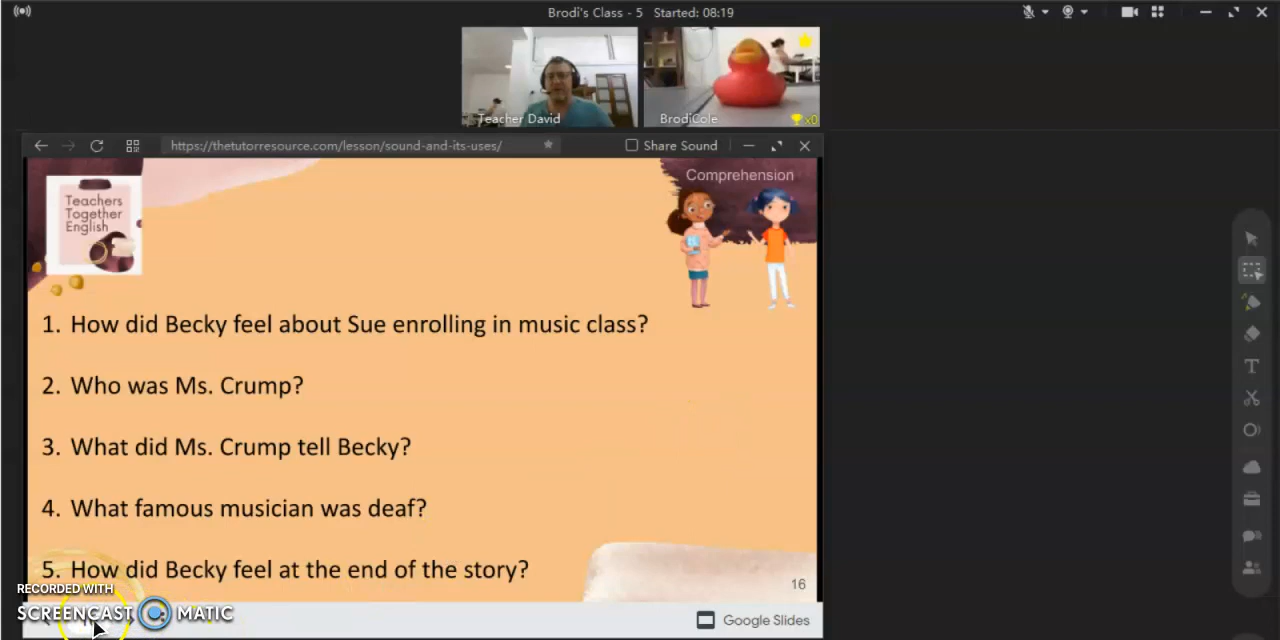 Brodi's Class - 5 Started: 08:19
Teacher David
BrodiCole
x0
https://thetutorresource.com/lesson/sound-and-its-uses/
Share Sound
Teachers
Together
English
Comprehension
1. How did Becky feel about Sue enrolling in music class?
2. Who was Ms. Crump?
3. What did Ms. Crump tell Becky?
4. What famous musician was deaf?
5. How did Becky feel at the end of the story?
16
RECORDED WITH
SCREENCAST MATIC
Google Slides
T